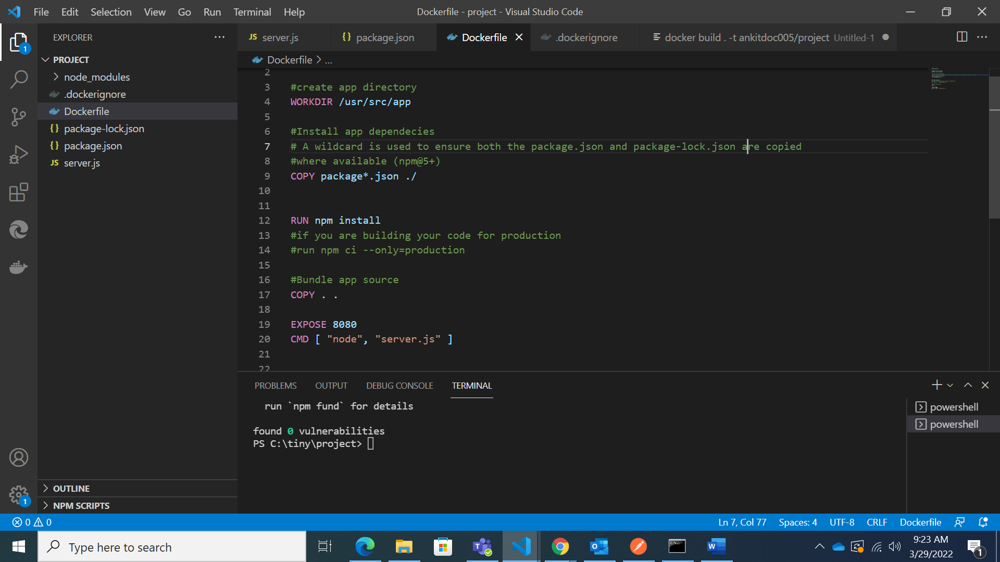 File Edit Selection View Go Run Terminal Help
Dockerfile - project - Visual Studio Code
EXPLORER
JS server.js
{} package.json
Dockerfile
.dockerignore
docker build . -t ankitdoc005/project Untitled-1
1
PROJECT
node_modules
.dockerignore
Dockerfile
{} package-lock.json
{} package.json
JS server.js
Dockerfile > ...
2
3 #create app directory
4 WORKDIR /usr/src/app
5
6 #Install app dependecies
7 # A wildcard is used to ensure both the package.json and package-lock.json are copied
8 #where available (npm@5+)
9 COPY package*.json ./
10
11
12 RUN npm install
13 #if you are building your code for production
14 #run npm ci --only=production
15
16 #Bundle app source
17 COPY . .
18
19 EXPOSE 8080
20 CMD [ "node", "server.js" ]
21
22
PROBLEMS OUTPUT DEBUG CONSOLE TERMINAL
run `npm fund` for details
found 0 vulnerabilities
PS C:\tiny\project>
powershell
powershell
OUTLINE
NPM SCRIPTS
1
0 0
Ln 7, Col 77 Spaces: 4 UTF-8 CRLF Dockerfile
Type here to search
9:23 AM
3/29/2022
1